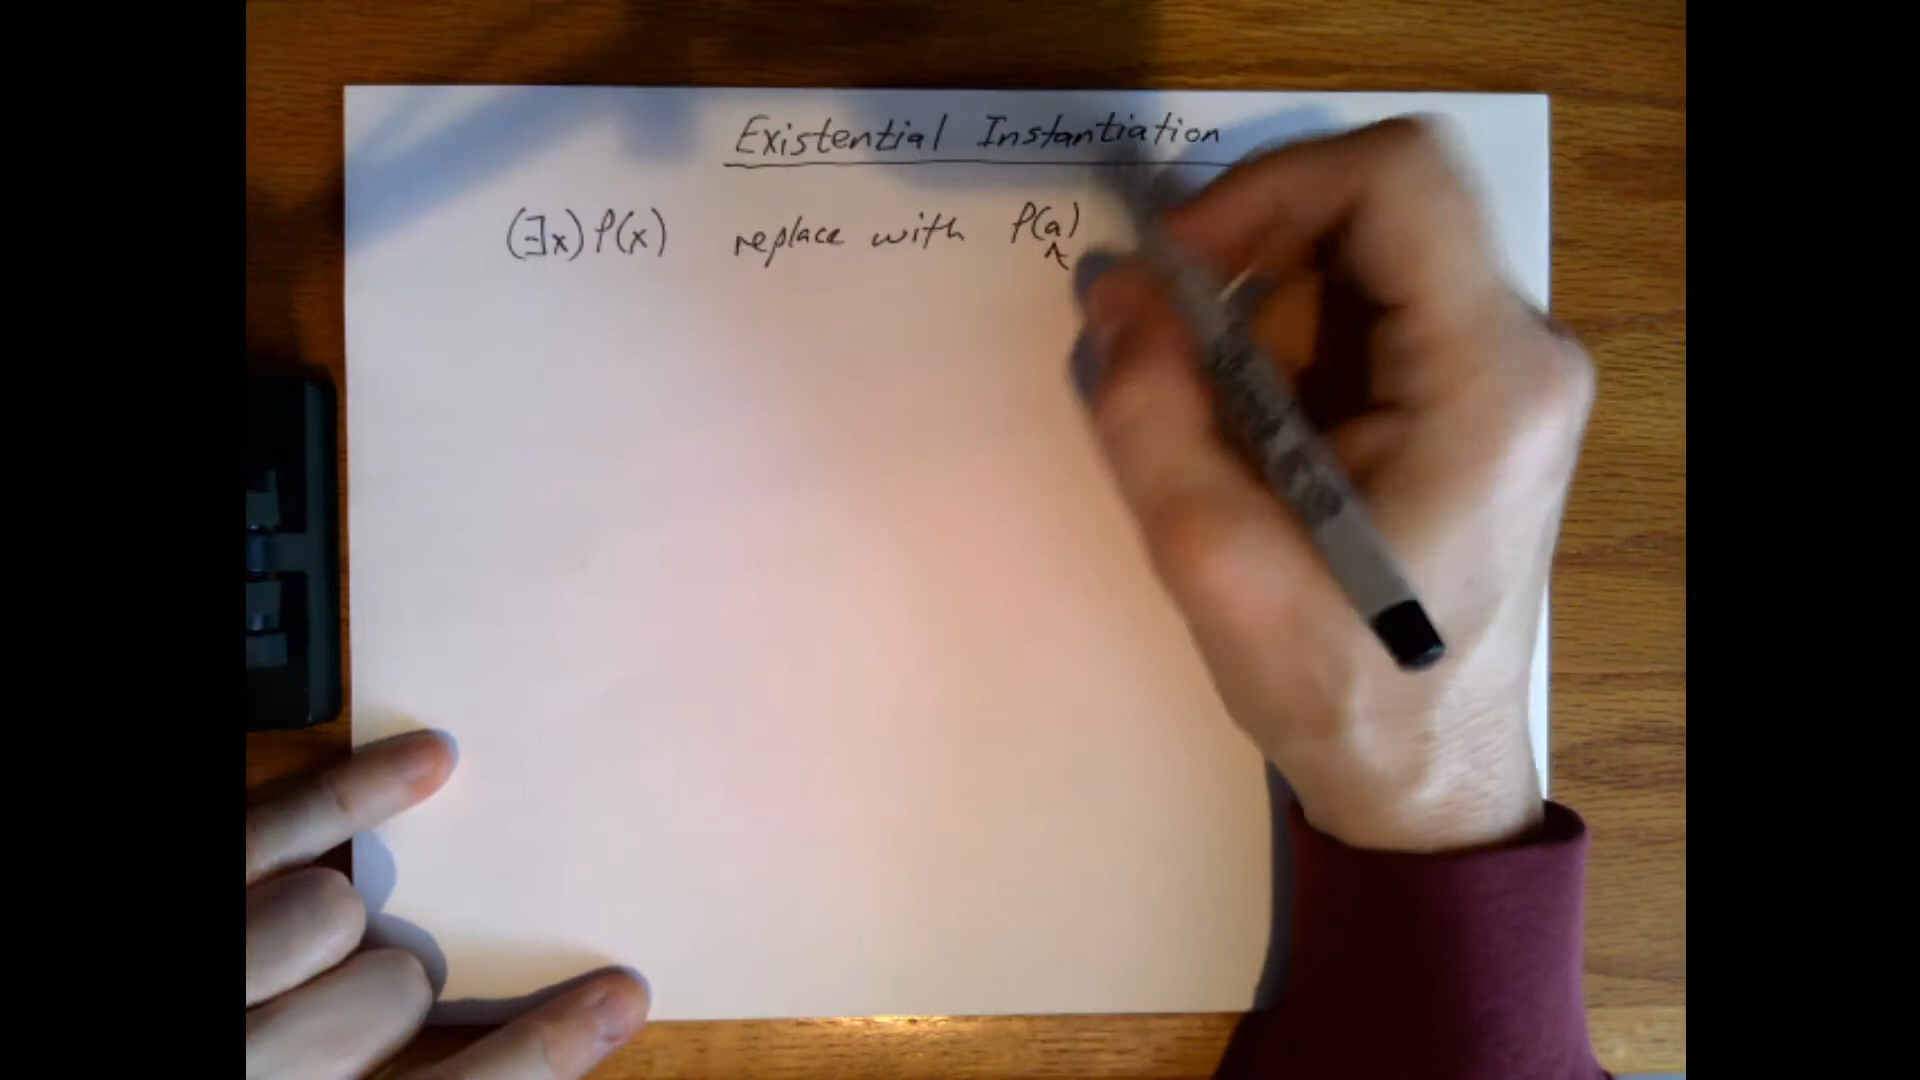 Existential Instantiation
(∃x)P(x) replace with P(a)